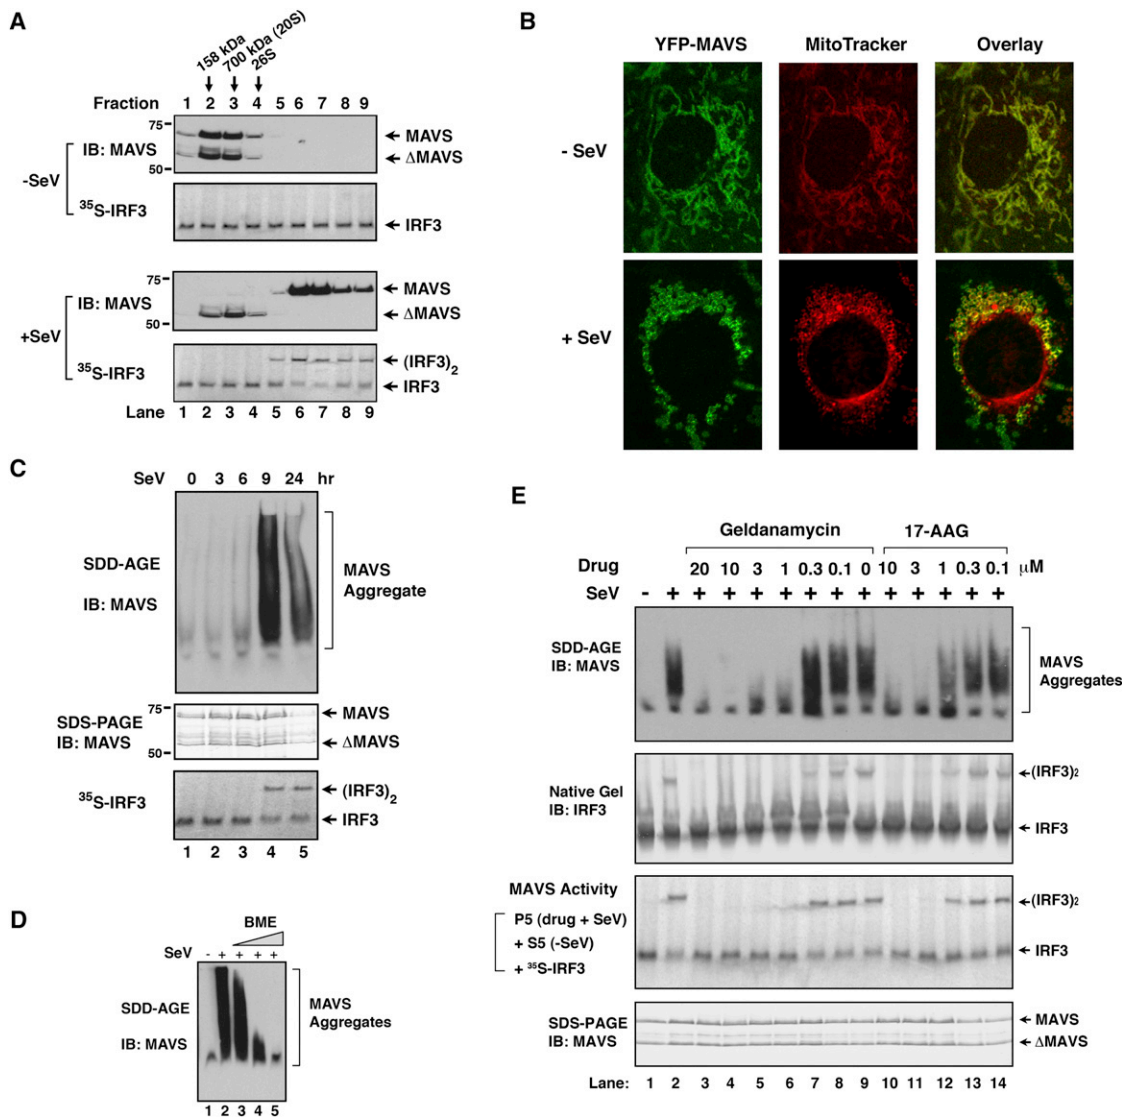 A
158 kDa
700 kDa (20S)
26S
Fraction 1 2 3 4 5 6 7 8 9
75
MAVS
IB: MAVS
ΔMAVS
50
-SeV
³⁵S-IRF3
IRF3
75
MAVS
IB: MAVS
ΔMAVS
50
+SeV
(IRF3)₂
³⁵S-IRF3
IRF3
Lane 1 2 3 4 5 6 7 8 9
B
YFP-MAVS MitoTracker Overlay
- SeV
+ SeV
C
SeV 0 3 6 9 24 hr
SDD-AGE
IB: MAVS
MAVS
Aggregate
75
MAVS
SDS-PAGE
IB: MAVS
ΔMAVS
50
(IRF3)₂
³⁵S-IRF3
IRF3
1 2 3 4 5
D
BME
SeV - + + + +
SDD-AGE
IB: MAVS
MAVS
Aggregates
1 2 3 4 5
E
Geldanamycin 17-AAG
Drug 20 10 3 1 0.3 0.1 0 10 3 1 0.3 0.1 μM
SeV - + + + + + + + + + + + + +
SDD-AGE
IB: MAVS
MAVS
Aggregates
(IRF3)₂
Native Gel
IB: IRF3
IRF3
MAVS Activity
P5 (drug + SeV)
+ S5 (-SeV)
+ ³⁵S-IRF3
(IRF3)₂
IRF3
SDS-PAGE
IB: MAVS
MAVS
ΔMAVS
Lane: 1 2 3 4 5 6 7 8 9 10 11 12 13 14